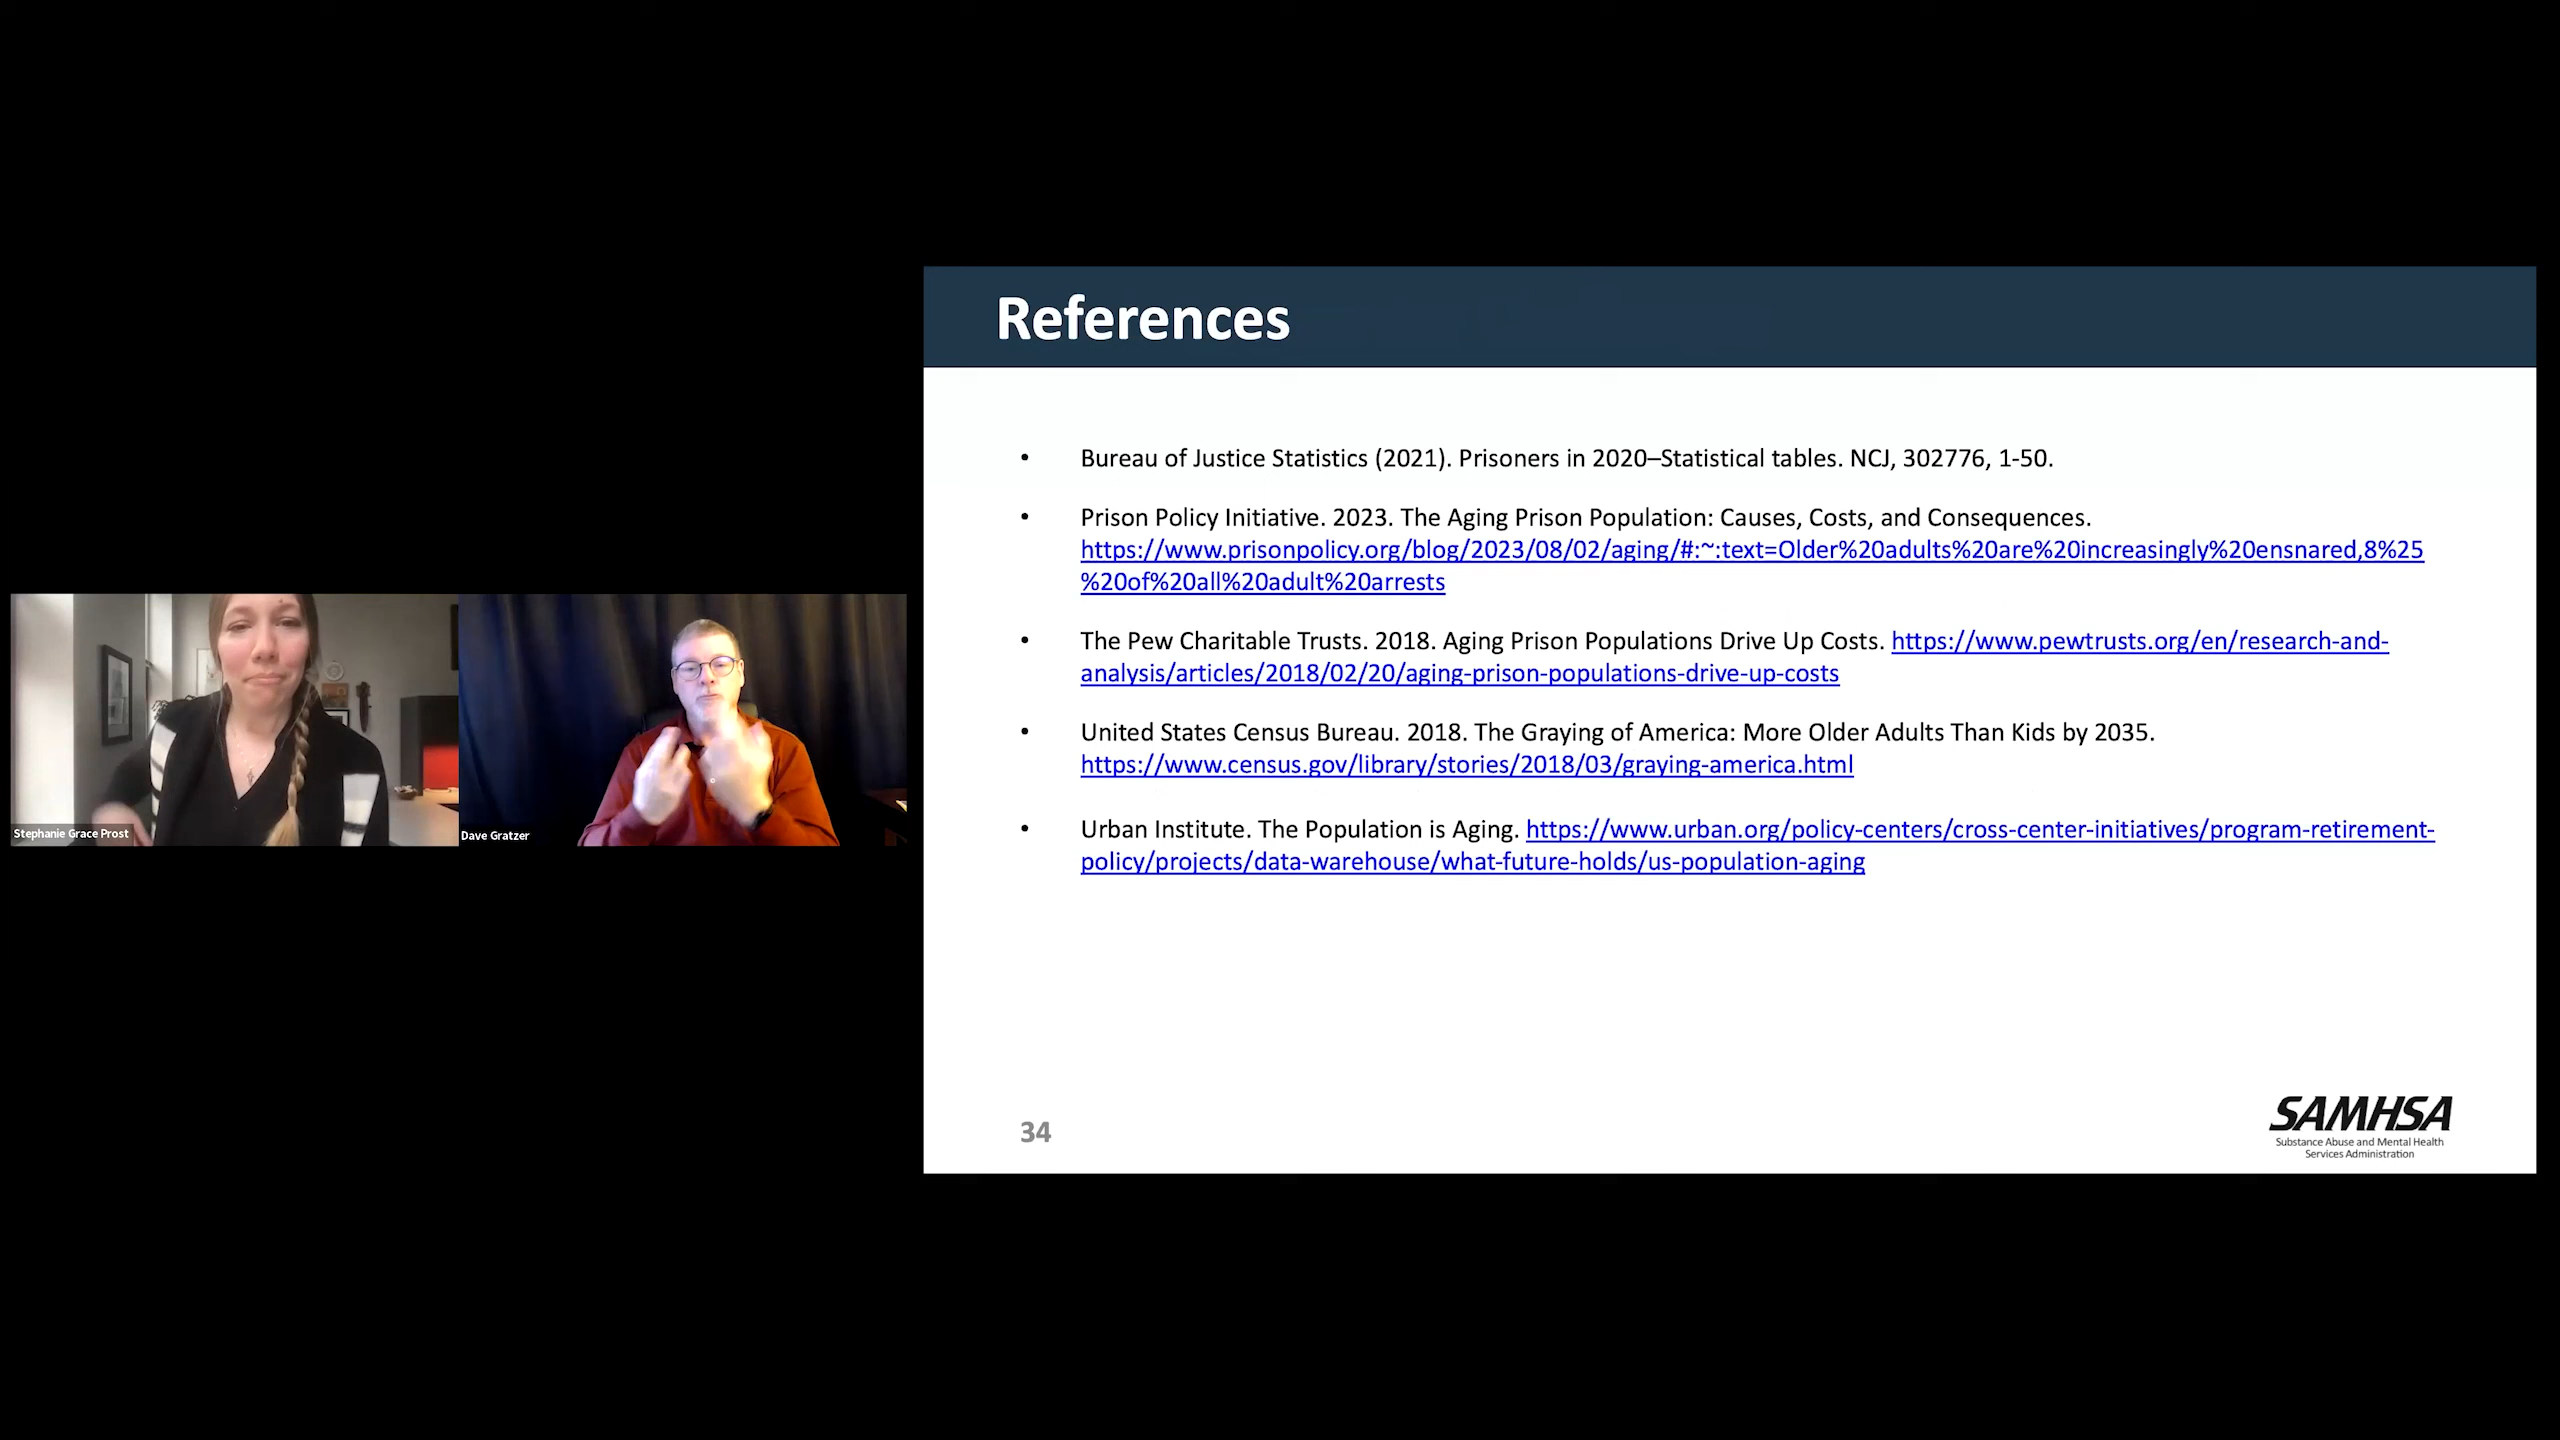 References
• Bureau of Justice Statistics (2021). Prisoners in 2020–Statistical tables. NCJ, 302776, 1-50.
• Prison Policy Initiative. 2023. The Aging Prison Population: Causes, Costs, and Consequences.
https://www.prisonpolicy.org/blog/2023/08/02/aging/#:~:text=Older%20adults%20are%20increasingly%20ensnared,8%25
%20of%20all%20adult%20arrests
• The Pew Charitable Trusts. 2018. Aging Prison Populations Drive Up Costs. https://www.pewtrusts.org/en/research-and-
analysis/articles/2018/02/20/aging-prison-populations-drive-up-costs
• United States Census Bureau. 2018. The Graying of America: More Older Adults Than Kids by 2035.
https://www.census.gov/library/stories/2018/03/graying-america.html
• Urban Institute. The Population is Aging. https://www.urban.org/policy-centers/cross-center-initiatives/program-retirement-
policy/projects/data-warehouse/what-future-holds/us-population-aging
34
SAMHSA
Substance Abuse and Mental Health
Services Administration
Stephanie Grace Prost
Dave Gratzer